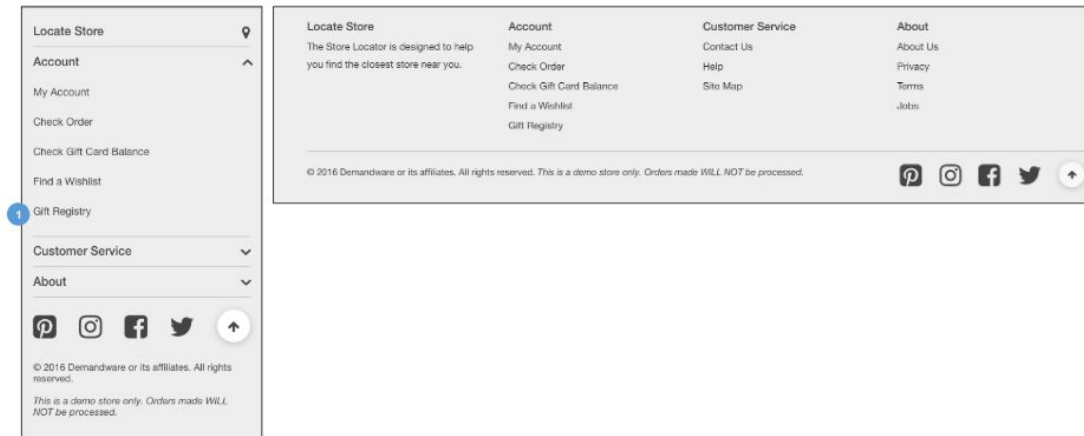 Locate Store
Account
My Account
Check Order
Check Gift Card Balance
Find a Wishlist
1
Gift Registry
Customer Service
About
© 2016 Demandware or its affiliates. All rights
reserved.
This is a demo store only. Orders made WILL
NOT be processed.
Locate Store
The Store Locator is designed to help
you find the closest store near you.
Account
My Account
Check Order
Check Gift Card Balance
Find a Wishlist
Gift Registry
Customer Service
Contact Us
Help
Site Map
About
About Us
Privacy
Terms
Jobs
© 2016 Demandware or its affiliates. All rights reserved. This is a demo store only. Orders made WILL NOT be processed.